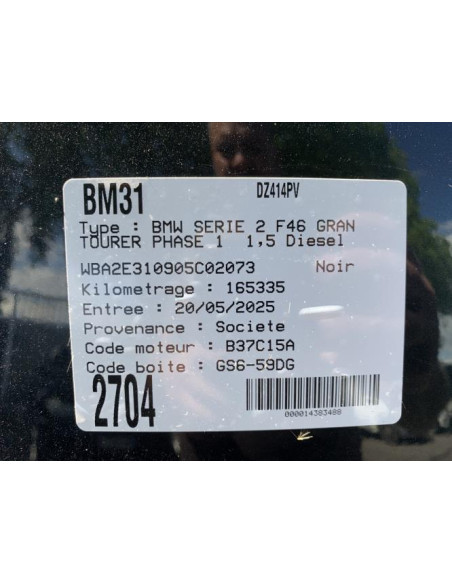 BM31 DZ414PV
Type : BMW SERIE 2 F46 GRAN
TOURER PHASE 1 1,5 Diesel
WBA2E310905C02073 Noir
Kilometrage : 165335
Entree : 20/05/2025
Provenance : Societe
Code moteur : B37C15A
Code boite : GS6-59DG
2704
000014383488